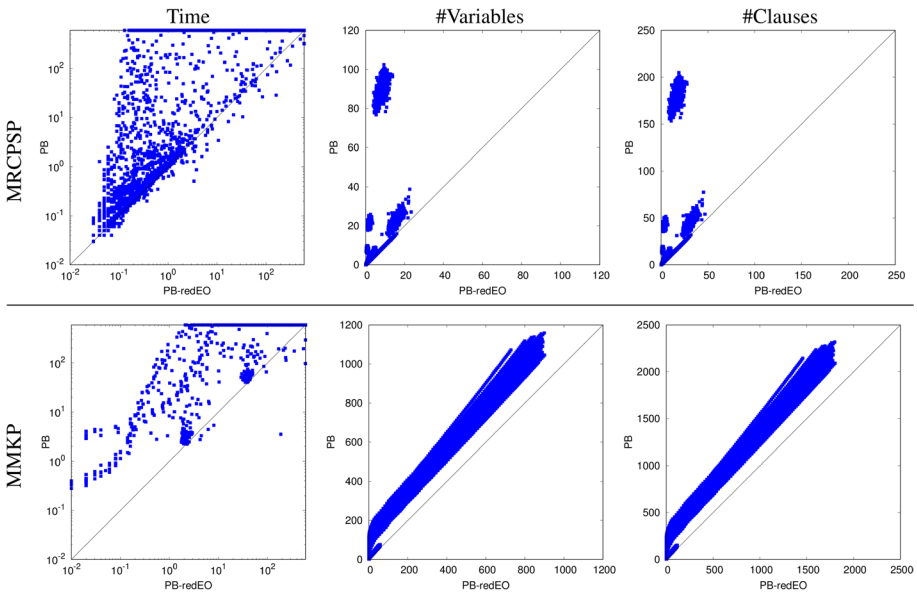 Time #Variables #Clauses
MRCPSP
PB
10^2
10^1
10^0
10^-1
10^-2
10^-2 10^-1 10^0 10^1 10^2
PB-redEO
PB
120
100
80
60
40
20
0
0 20 40 60 80 100 120
PB-redEO
PB
250
200
150
100
50
0
0 50 100 150 200 250
PB-redEO
MMKP
PB
10^2
10^1
10^0
10^-1
10^-2
10^-2 10^-1 10^0 10^1 10^2
PB-redEO
PB
1200
1000
800
600
400
200
0
0 200 400 600 800 1000 1200
PB-redEO
PB
2500
2000
1500
1000
500
0
0 500 1000 1500 2000 2500
PB-redEO